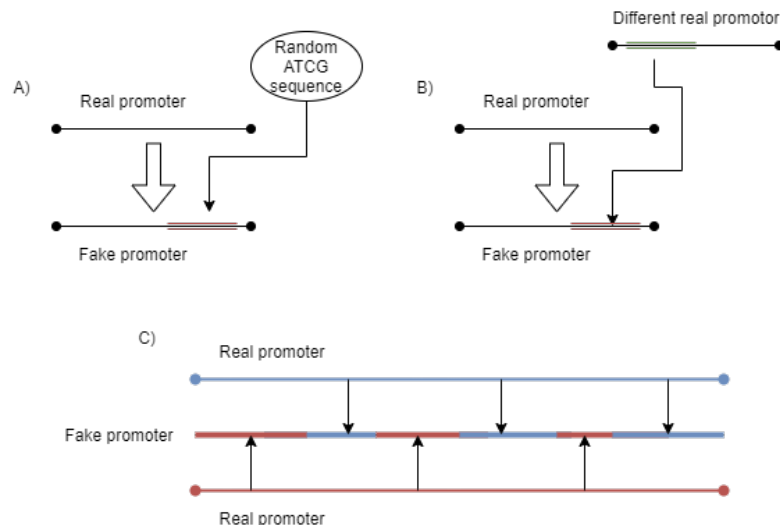 Different real promotor
Random
ATCG
sequence
A)
B)
Real promoter
Real promoter
Fake promoter
Fake promoter
C)
Real promoter
Fake promoter
Real promoter